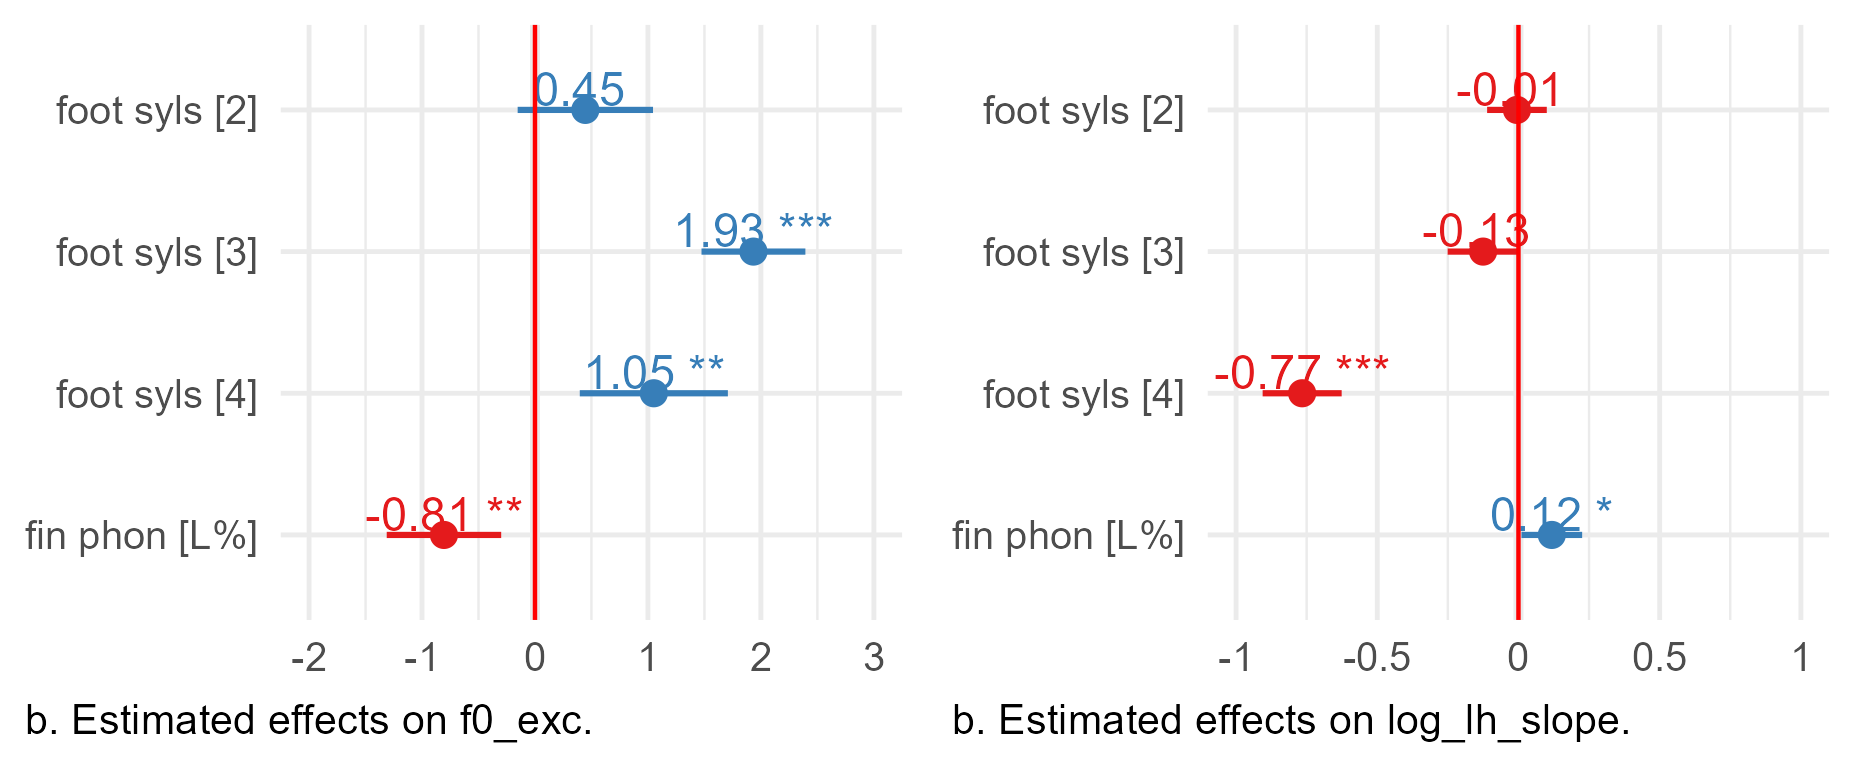 0.45
foot syls [2]
1.93 ***
foot syls [3]
1.05 **
foot syls [4]
-0.81 **
fin phon [L%]
-2 -1 0 1 2 3
b. Estimated effects on f0_exc.
-0.01
foot syls [2]
-0.13
foot syls [3]
-0.77 ***
foot syls [4]
0.12 *
fin phon [L%]
-1 -0.5 0 0.5 1
b. Estimated effects on log_lh_slope.